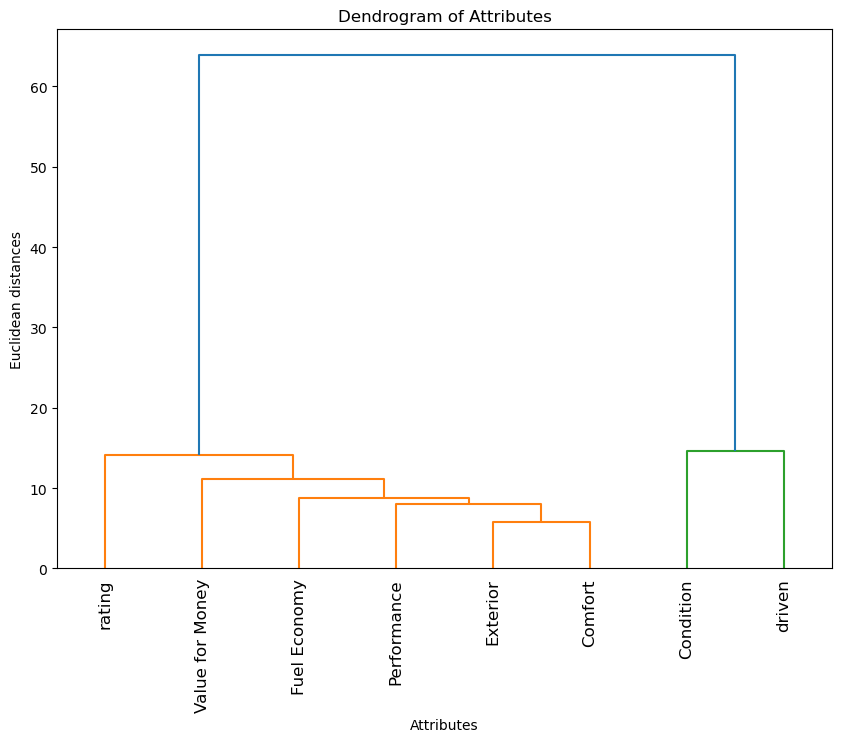 Dendrogram of Attributes
Euclidean distances
60
50
40
30
20
10
0
rating
Value for Money
Fuel Economy
Performance
Exterior
Comfort
Condition
driven
Attributes